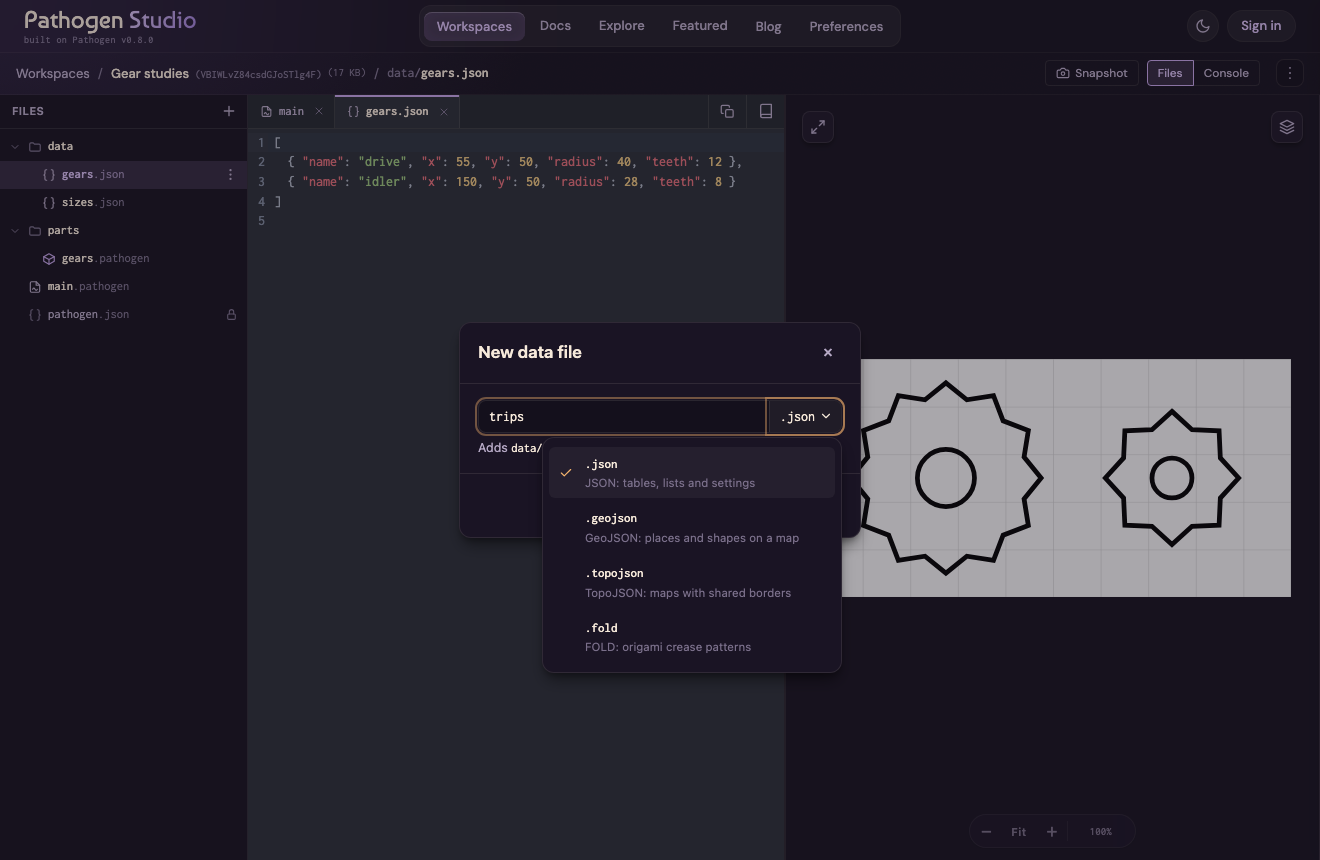 Pathogen Studio
built on Pathogen v0.8.0
Workspaces Docs Explore Featured Blog Preferences
Sign in
Workspaces / Gear studies (VBIWLvZ84csdGJoSTlg4F) (17 KB) / data/gears.json
Snapshot Files Console
FILES
main
{} gears.json
data
{} gears.json
{} sizes.json
parts
gears.pathogen
main.pathogen
{} pathogen.json
1 [
2 { "name": "drive", "x": 55, "y": 50, "radius": 40, "teeth": 12 },
3 { "name": "idler", "x": 150, "y": 50, "radius": 28, "teeth": 8 }
4 ]
5
New data file
trips
.json
Adds data/
.json
JSON: tables, lists and settings
.geojson
GeoJSON: places and shapes on a map
.topojson
TopoJSON: maps with shared borders
.fold
FOLD: origami crease patterns
Fit
100%